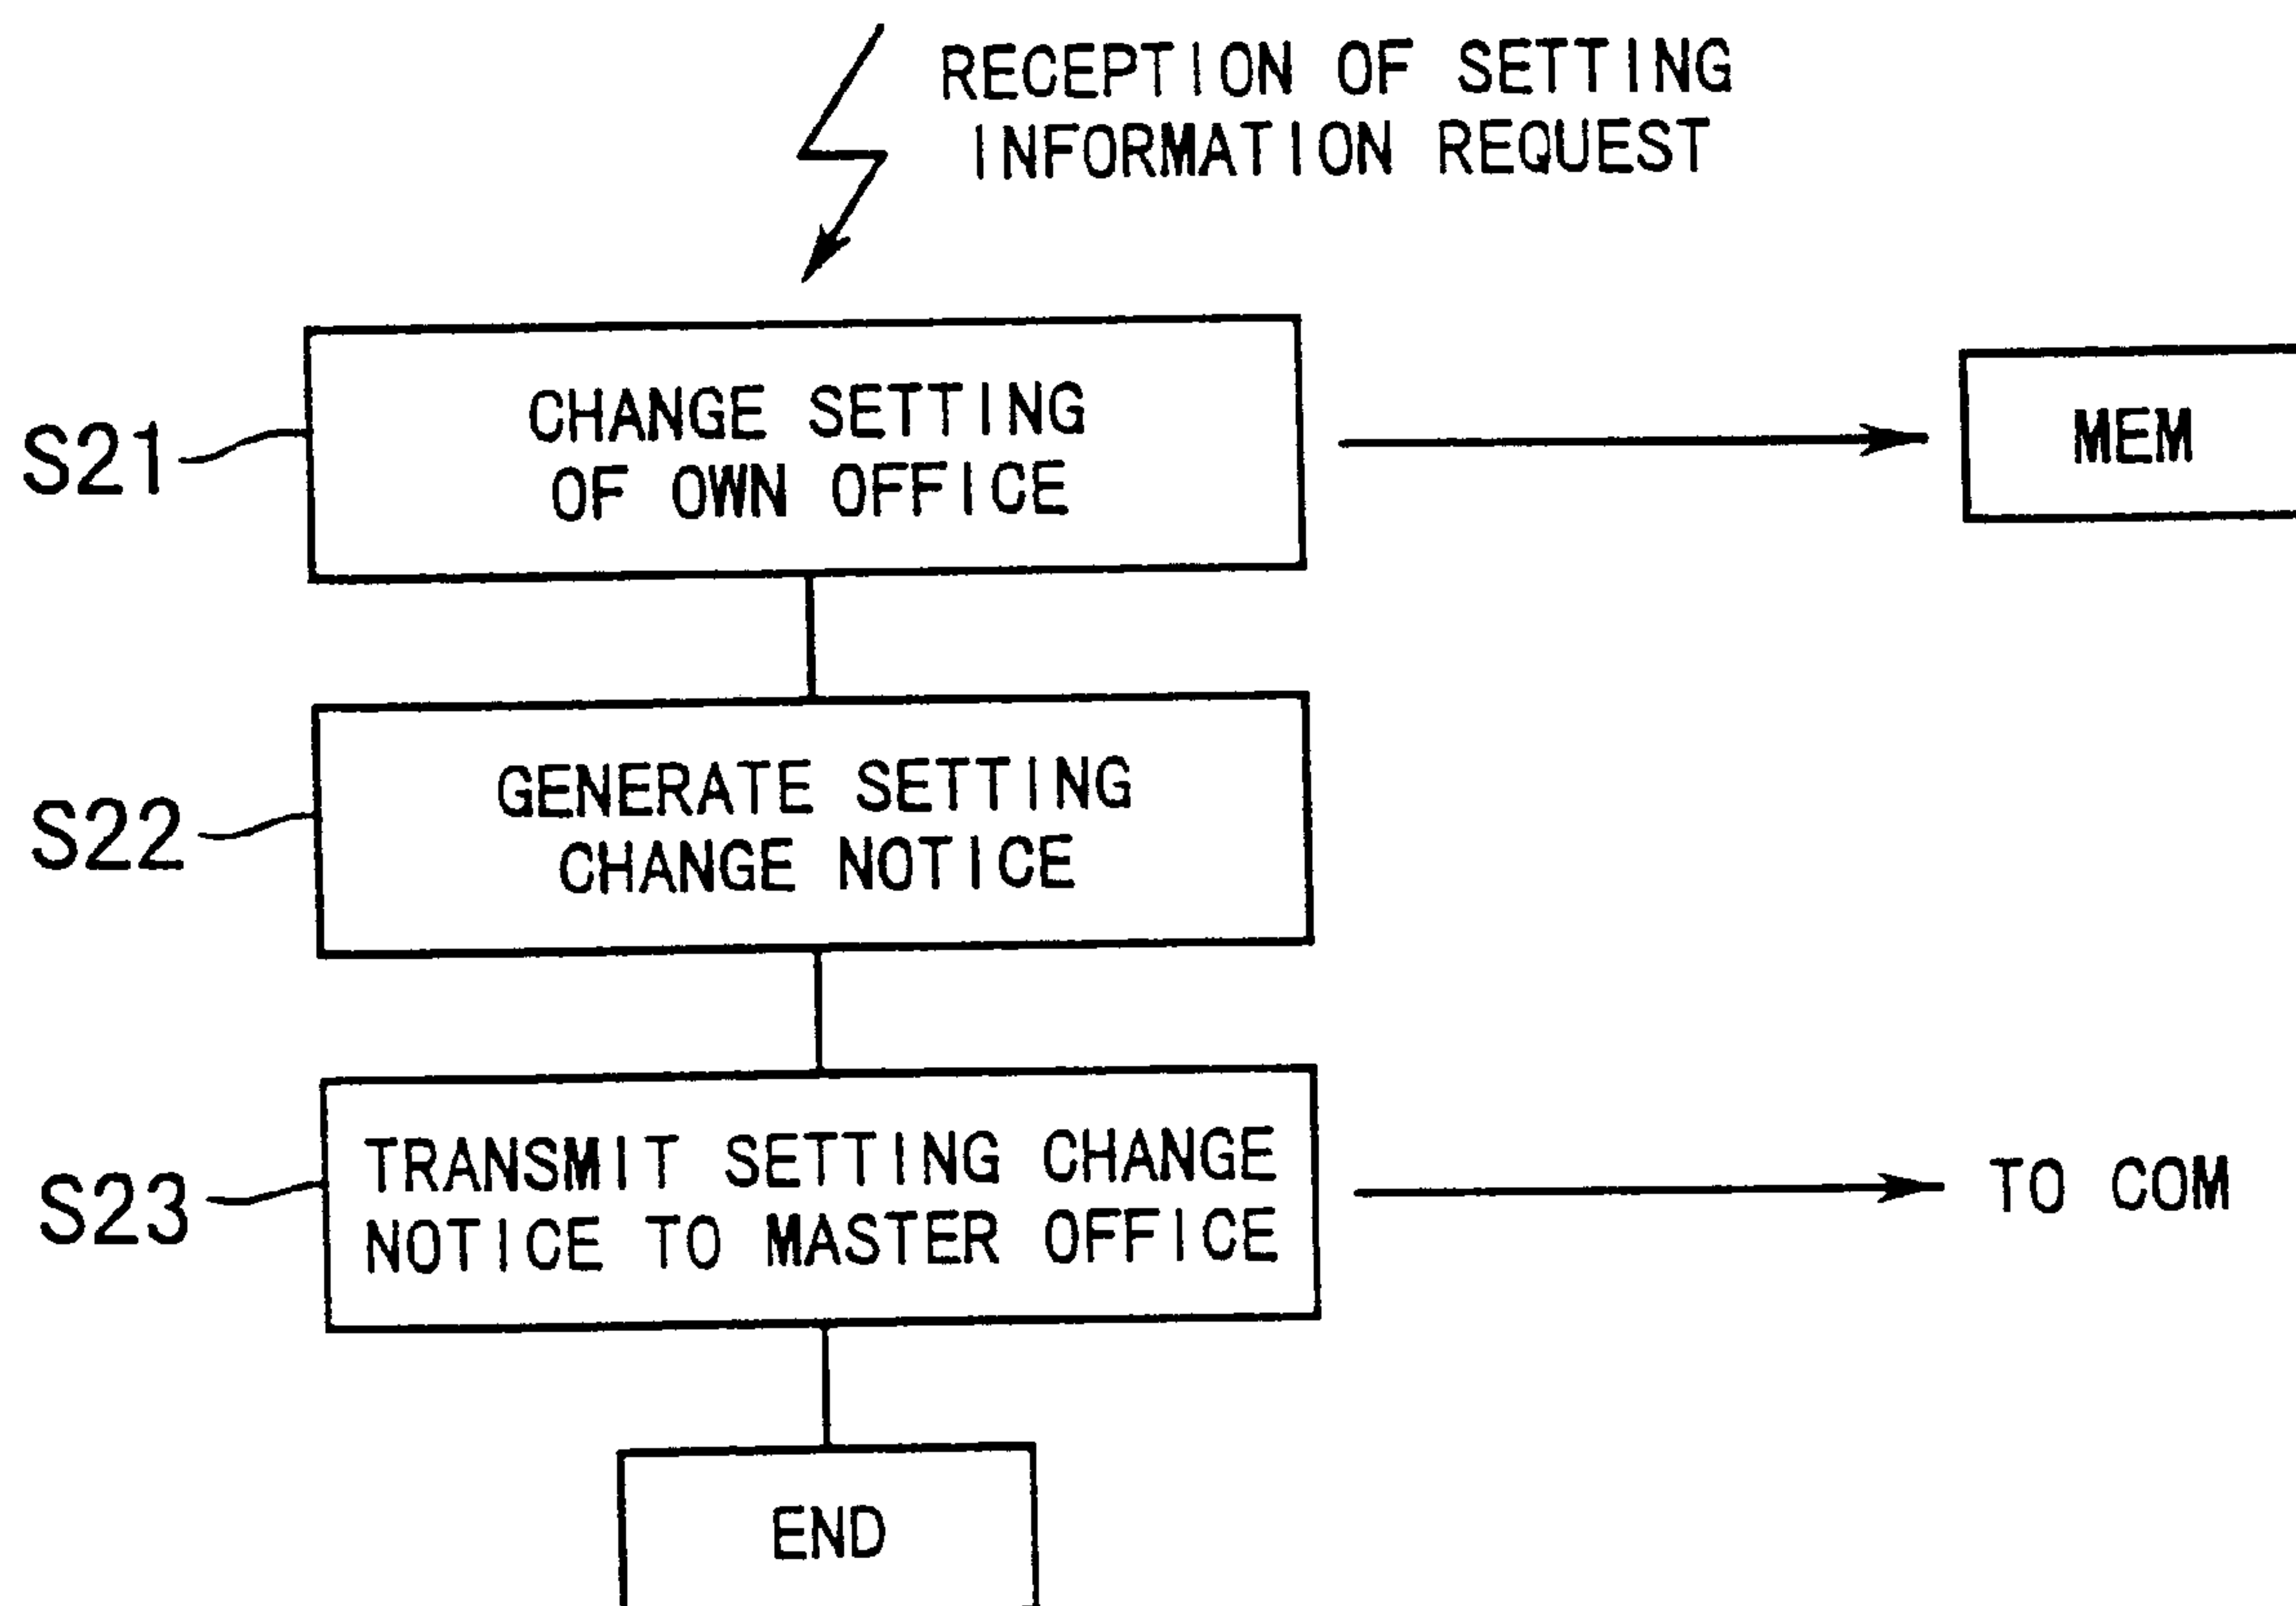 RECEPTION OF SETTING
INFORMATION REQUEST
S21
CHANGE SETTING
OF OWN OFFICE
MEM
S22
GENERATE SETTING
CHANGE NOTICE
S23
TRANSMIT SETTING CHANGE
NOTICE TO MASTER OFFICE
TO COM
END